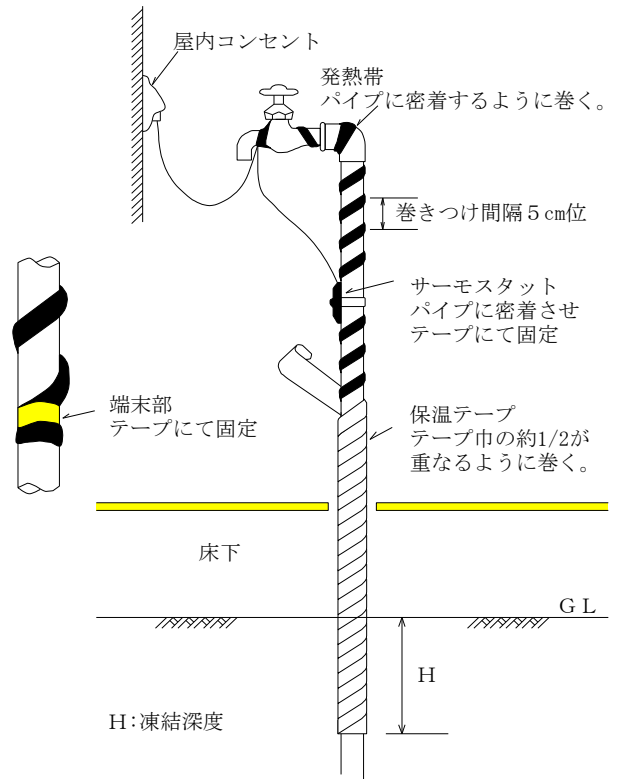 屋内コンセント
発熱帯
パイプに密着するように巻く。
巻きつけ間隔５㎝位
サーモスタット
パイプに密着させ
テープにて固定
端末部
テープにて固定
保温テープ
テープ巾の約1/2が
重なるように巻く。
床下
ＧＬ
Ｈ
Ｈ：凍結深度